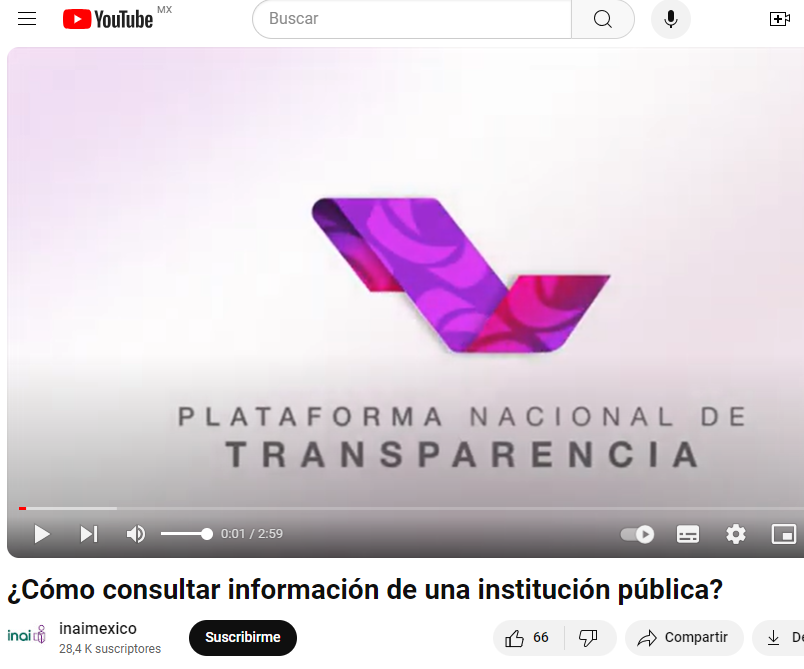 YouTube MX
Buscar
PLATAFORMA NACIONAL DE
TRANSPARENCIA
0:01 / 2:59
¿Cómo consultar información de una institución pública?
inai
inaimexico
28,4 K suscriptores
Suscribirme
66
Compartir
De